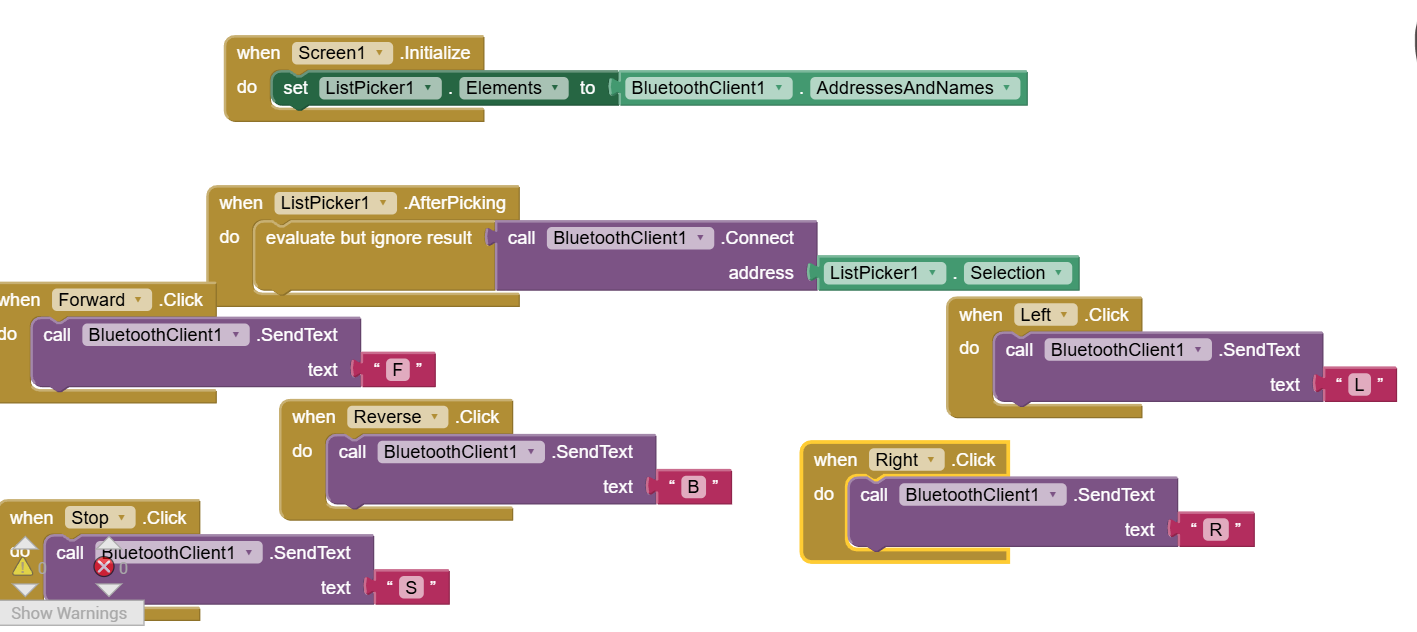 when Screen1 .Initialize
do set ListPicker1 . Elements to BluetoothClient1 . AddressesAndNames
when ListPicker1 .AfterPicking
do evaluate but ignore result call BluetoothClient1 .Connect
address ListPicker1 . Selection
when Forward .Click
do call BluetoothClient1 .SendText
text “ F ”
when Left .Click
do call BluetoothClient1 .SendText
text “ L ”
when Reverse .Click
do call BluetoothClient1 .SendText
text “ B ”
when Right .Click
do call BluetoothClient1 .SendText
text “ R ”
when Stop .Click
do call BluetoothClient1 .SendText
text “ S ”
0 0
Show Warnings